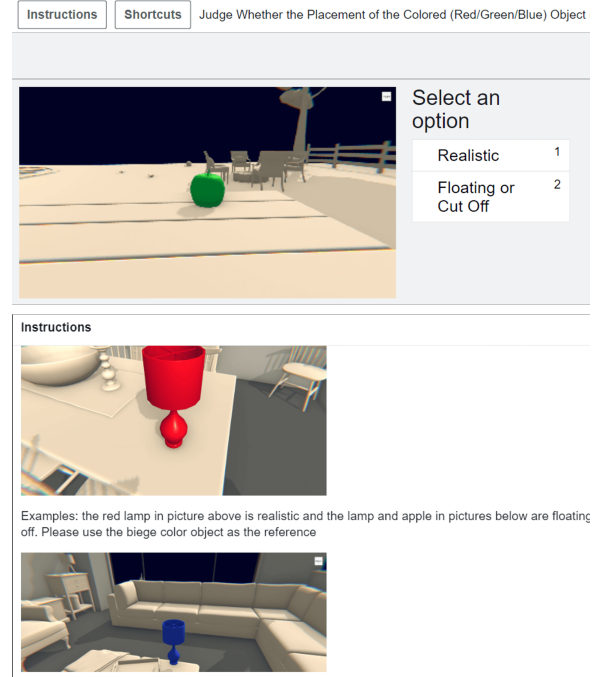 Instructions Shortcuts Judge Whether the Placement of the Colored (Red/Green/Blue) Object
Select an
option
Realistic 1
Floating or 2
Cut Off
Instructions
Examples: the red lamp in picture above is realistic and the lamp and apple in pictures below are floating
off. Please use the biege color object as the reference